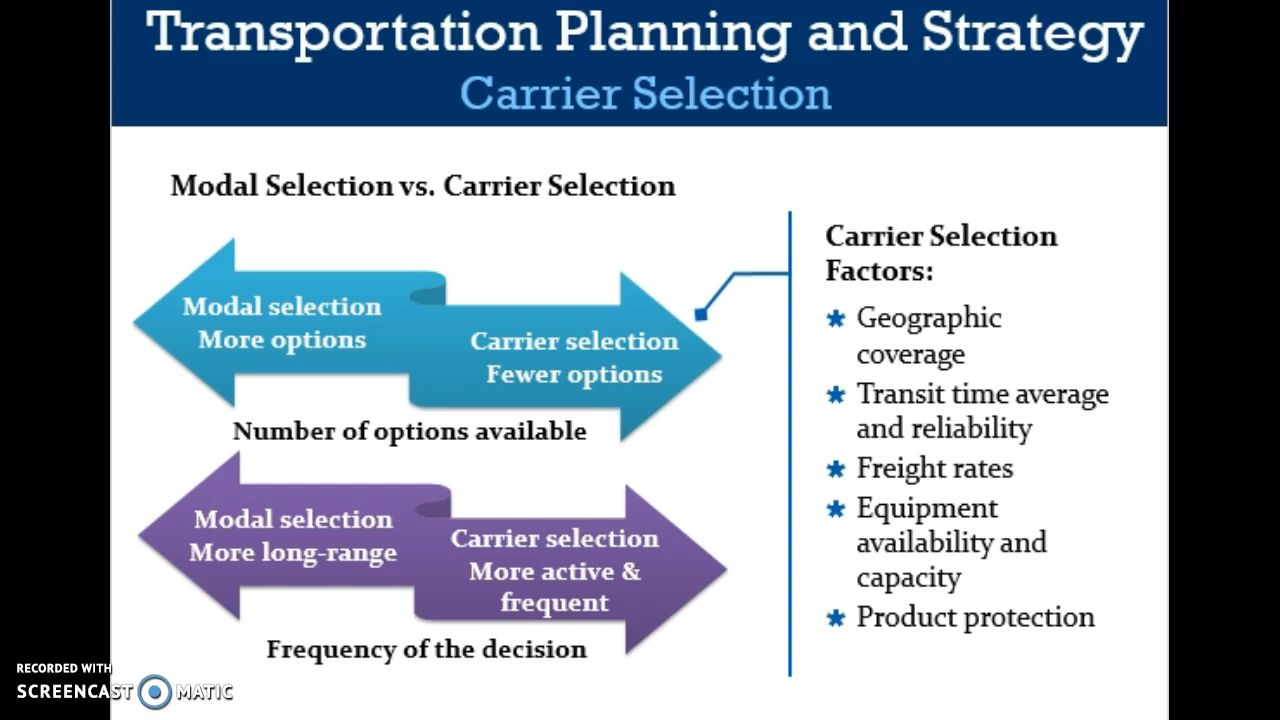 Transportation Planning and Strategy
Carrier Selection
Modal Selection vs. Carrier Selection
Modal selection
More options
Carrier selection
Fewer options
Number of options available
Modal selection
More long-range
Carrier selection
More active &
frequent
Frequency of the decision
Carrier Selection
Factors:
Geographic
coverage
Transit time average
and reliability
Freight rates
Equipment
availability and
capacity
Product protection
RECORDED WITH
SCREENCAST MATIC